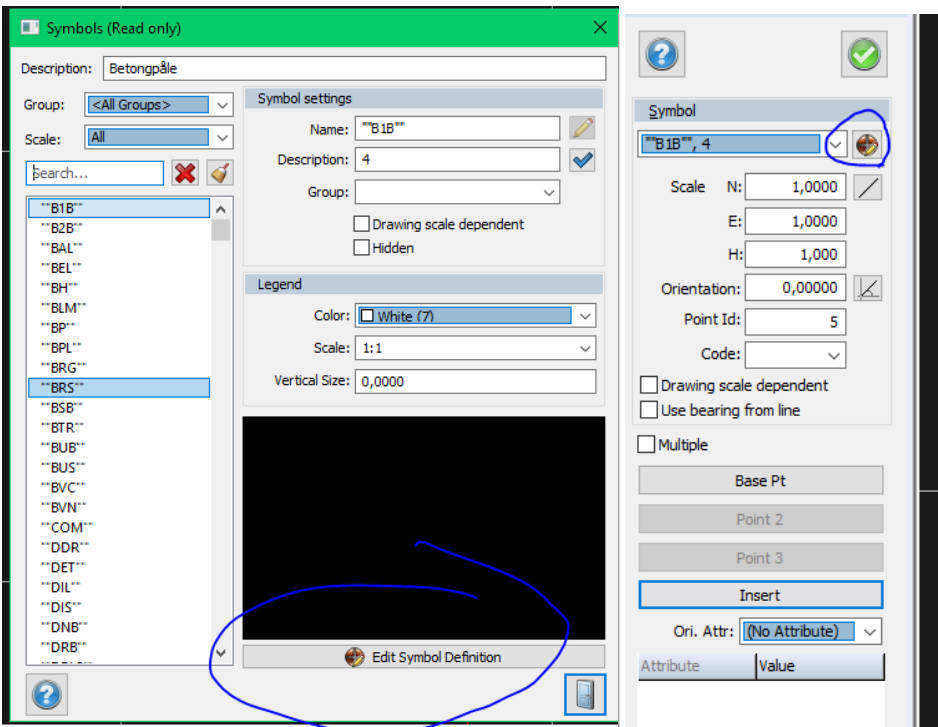 Symbols (Read only)
Description: Betongpåle
Group: <All Groups>
Scale: All
Search...
""B1B""
""B2B""
""BAL""
""BEL""
""BH""
""BLM""
""BP""
""BPL""
""BRG""
""BRS""
""BSB""
""BTR""
""BUB""
""BUS""
""BVC""
""BVN""
""COM""
""DDR""
""DET""
""DIL""
""DIS""
""DNB""
""DRB""
Symbol settings
Name: ""B1B""
Description: 4
Group:
Drawing scale dependent
Hidden
Legend
Color: White (7)
Scale: 1:1
Vertical Size: 0,0000
Edit Symbol Definition
Symbol
""B1B"", 4
Scale N: 1,0000
E: 1,0000
H: 1,000
Orientation: 0,00000
Point Id: 5
Code:
Drawing scale dependent
Use bearing from line
Multiple
Base Pt
Point 2
Point 3
Insert
Ori. Attr: (No Attribute)
Attribute Value